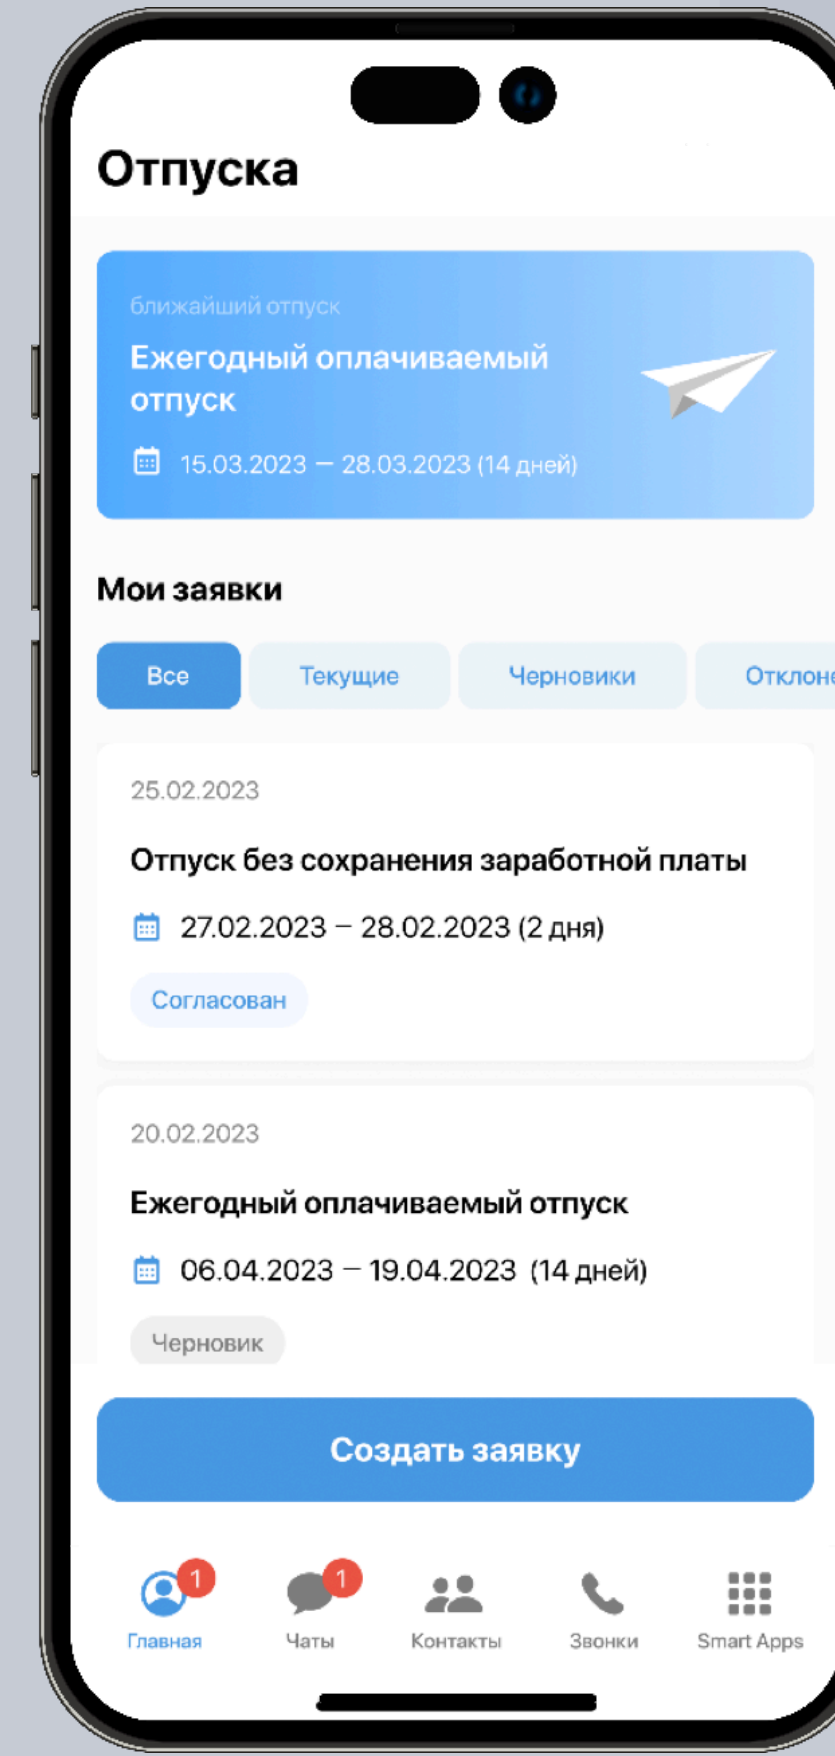 Отпуска
ближайший отпуск
Ежегодный оплачиваемый
отпуск
15.03.2023 — 28.03.2023 (14 дней)
Мои заявки
Все
Текущие
Черновики
Отклоне
25.02.2023
Отпуск без сохранения заработной платы
27.02.2023 — 28.02.2023 (2 дня)
Согласован
20.02.2023
Ежегодный оплачиваемый отпуск
06.04.2023 — 19.04.2023 (14 дней)
Черновик
Создать заявку
1
1
Главная
Чаты
Контакты
Звонки
Smart Apps